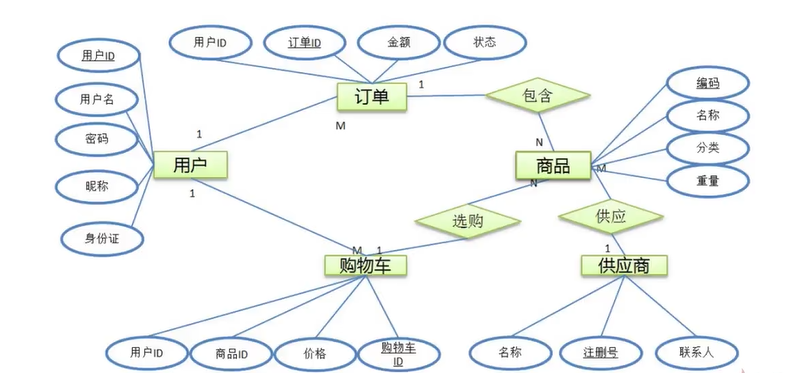 用户ID
订单ID
金额
状态
用户ID
用户名
密码
昵称
身份证
订单
1
包含
编码
名称
分类
重量
1
M
N
用户
商品
1
N
M
选购
供应
M
1
1
购物车
供应商
用户ID
商品ID
价格
购物车
ID
名称
注册号
联系人